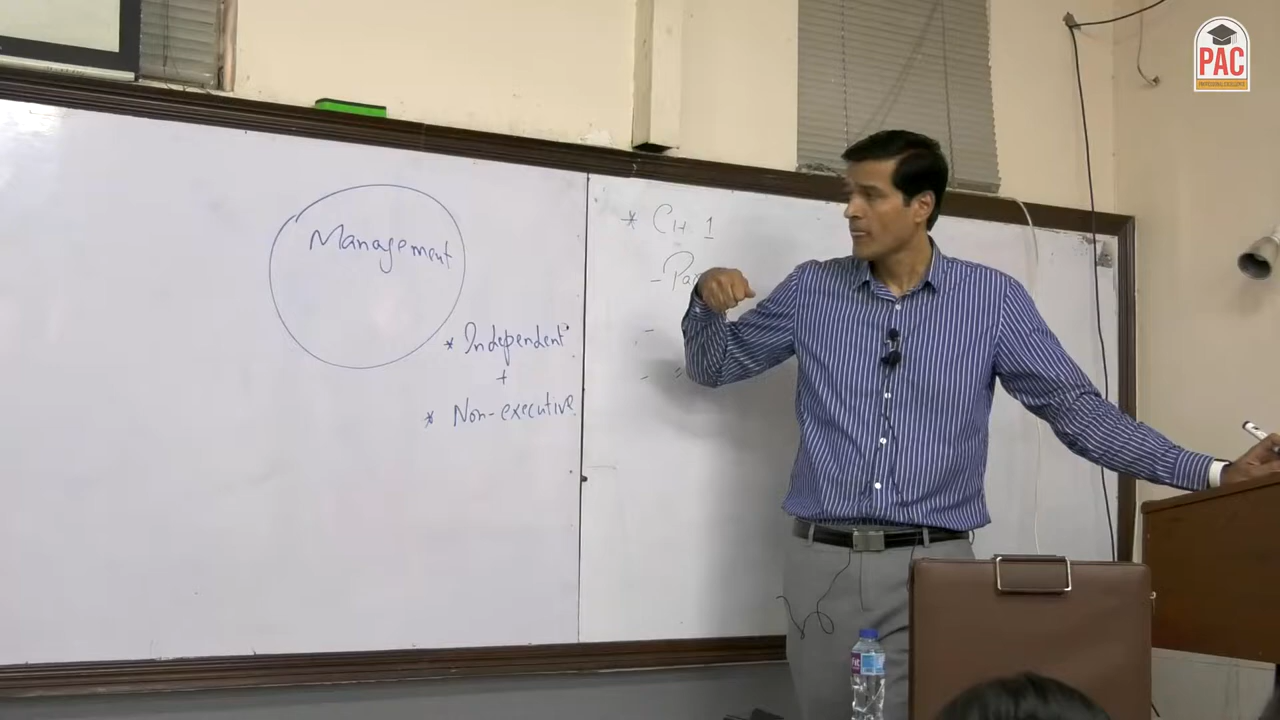 PAC
Management
* Independent
+
* Non-executive
* CH 1